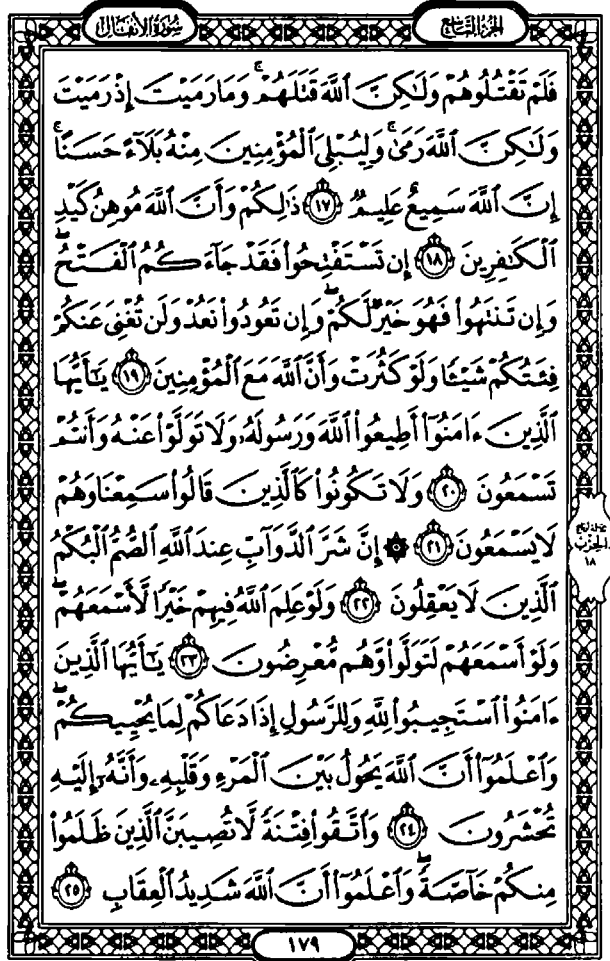 سُورَةُ الأَنفَال
الجُزْءُ التَّاسِع
فَلَمْ تَقْتُلُوهُمْ وَلَٰكِنَّ ٱللَّهَ قَتَلَهُمْ ۚ وَمَا رَمَيْتَ إِذْ رَمَيْتَ
وَلَٰكِنَّ ٱللَّهَ رَمَىٰ ۚ وَلِيُبْلِيَ ٱلْمُؤْمِنِينَ مِنْهُ بَلَآءً حَسَنًا ۚ
إِنَّ ٱللَّهَ سَمِيعٌ عَلِيمٌ ۝١٧ ذَٰلِكُمْ وَأَنَّ ٱللَّهَ مُوهِنُ كَيْدِ
ٱلْكَٰفِرِينَ ۝١٨ إِن تَسْتَفْتِحُوا۟ فَقَدْ جَآءَكُمُ ٱلْفَتْحُ ۖ
وَإِن تَنتَهُوا۟ فَهُوَ خَيْرٌ لَّكُمْ ۖ وَإِن تَعُودُوا۟ نَعُدْ وَلَن تُغْنِىَ عَنكُمْ
فِئَتُكُمْ شَيْـًٔا وَلَوْ كَثُرَتْ وَأَنَّ ٱللَّهَ مَعَ ٱلْمُؤْمِنِينَ ۝١٩ يَٰٓأَيُّهَا
ٱلَّذِينَ ءَامَنُوٓا۟ أَطِيعُوا۟ ٱللَّهَ وَرَسُولَهُۥ وَلَا تَوَلَّوْا۟ عَنْهُ وَأَنتُمْ
تَسْمَعُونَ ۝٢٠ وَلَا تَكُونُوا۟ كَٱلَّذِينَ قَالُوا۟ سَمِعْنَا وَهُمْ
لَا يَسْمَعُونَ ۝٢١ ۞ إِنَّ شَرَّ ٱلدَّوَآبِّ عِندَ ٱللَّهِ ٱلصُّمُّ ٱلْبُكْمُ
ٱلَّذِينَ لَا يَعْقِلُونَ ۝٢٢ وَلَوْ عَلِمَ ٱللَّهُ فِيهِمْ خَيْرًا لَّأَسْمَعَهُمْ ۖ
وَلَوْ أَسْمَعَهُمْ لَتَوَلَّوا۟ وَّهُم مُّعْرِضُونَ ۝٢٣ يَٰٓأَيُّهَا ٱلَّذِينَ
ءَامَنُوا۟ ٱسْتَجِيبُوا۟ لِلَّهِ وَلِلرَّسُولِ إِذَا دَعَاكُمْ لِمَا يُحْيِيكُمْ ۖ
وَٱعْلَمُوٓا۟ أَنَّ ٱللَّهَ يَحُولُ بَيْنَ ٱلْمَرْءِ وَقَلْبِهِۦ وَأَنَّهُۥٓ إِلَيْهِ
تُحْشَرُونَ ۝٢٤ وَٱتَّقُوا۟ فِتْنَةً لَّا تُصِيبَنَّ ٱلَّذِينَ ظَلَمُوا۟
مِنكُمْ خَآصَّةً ۖ وَٱعْلَمُوٓا۟ أَنَّ ٱللَّهَ شَدِيدُ ٱلْعِقَابِ ۝٢٥
الحِزْب
١٨
١٧٩